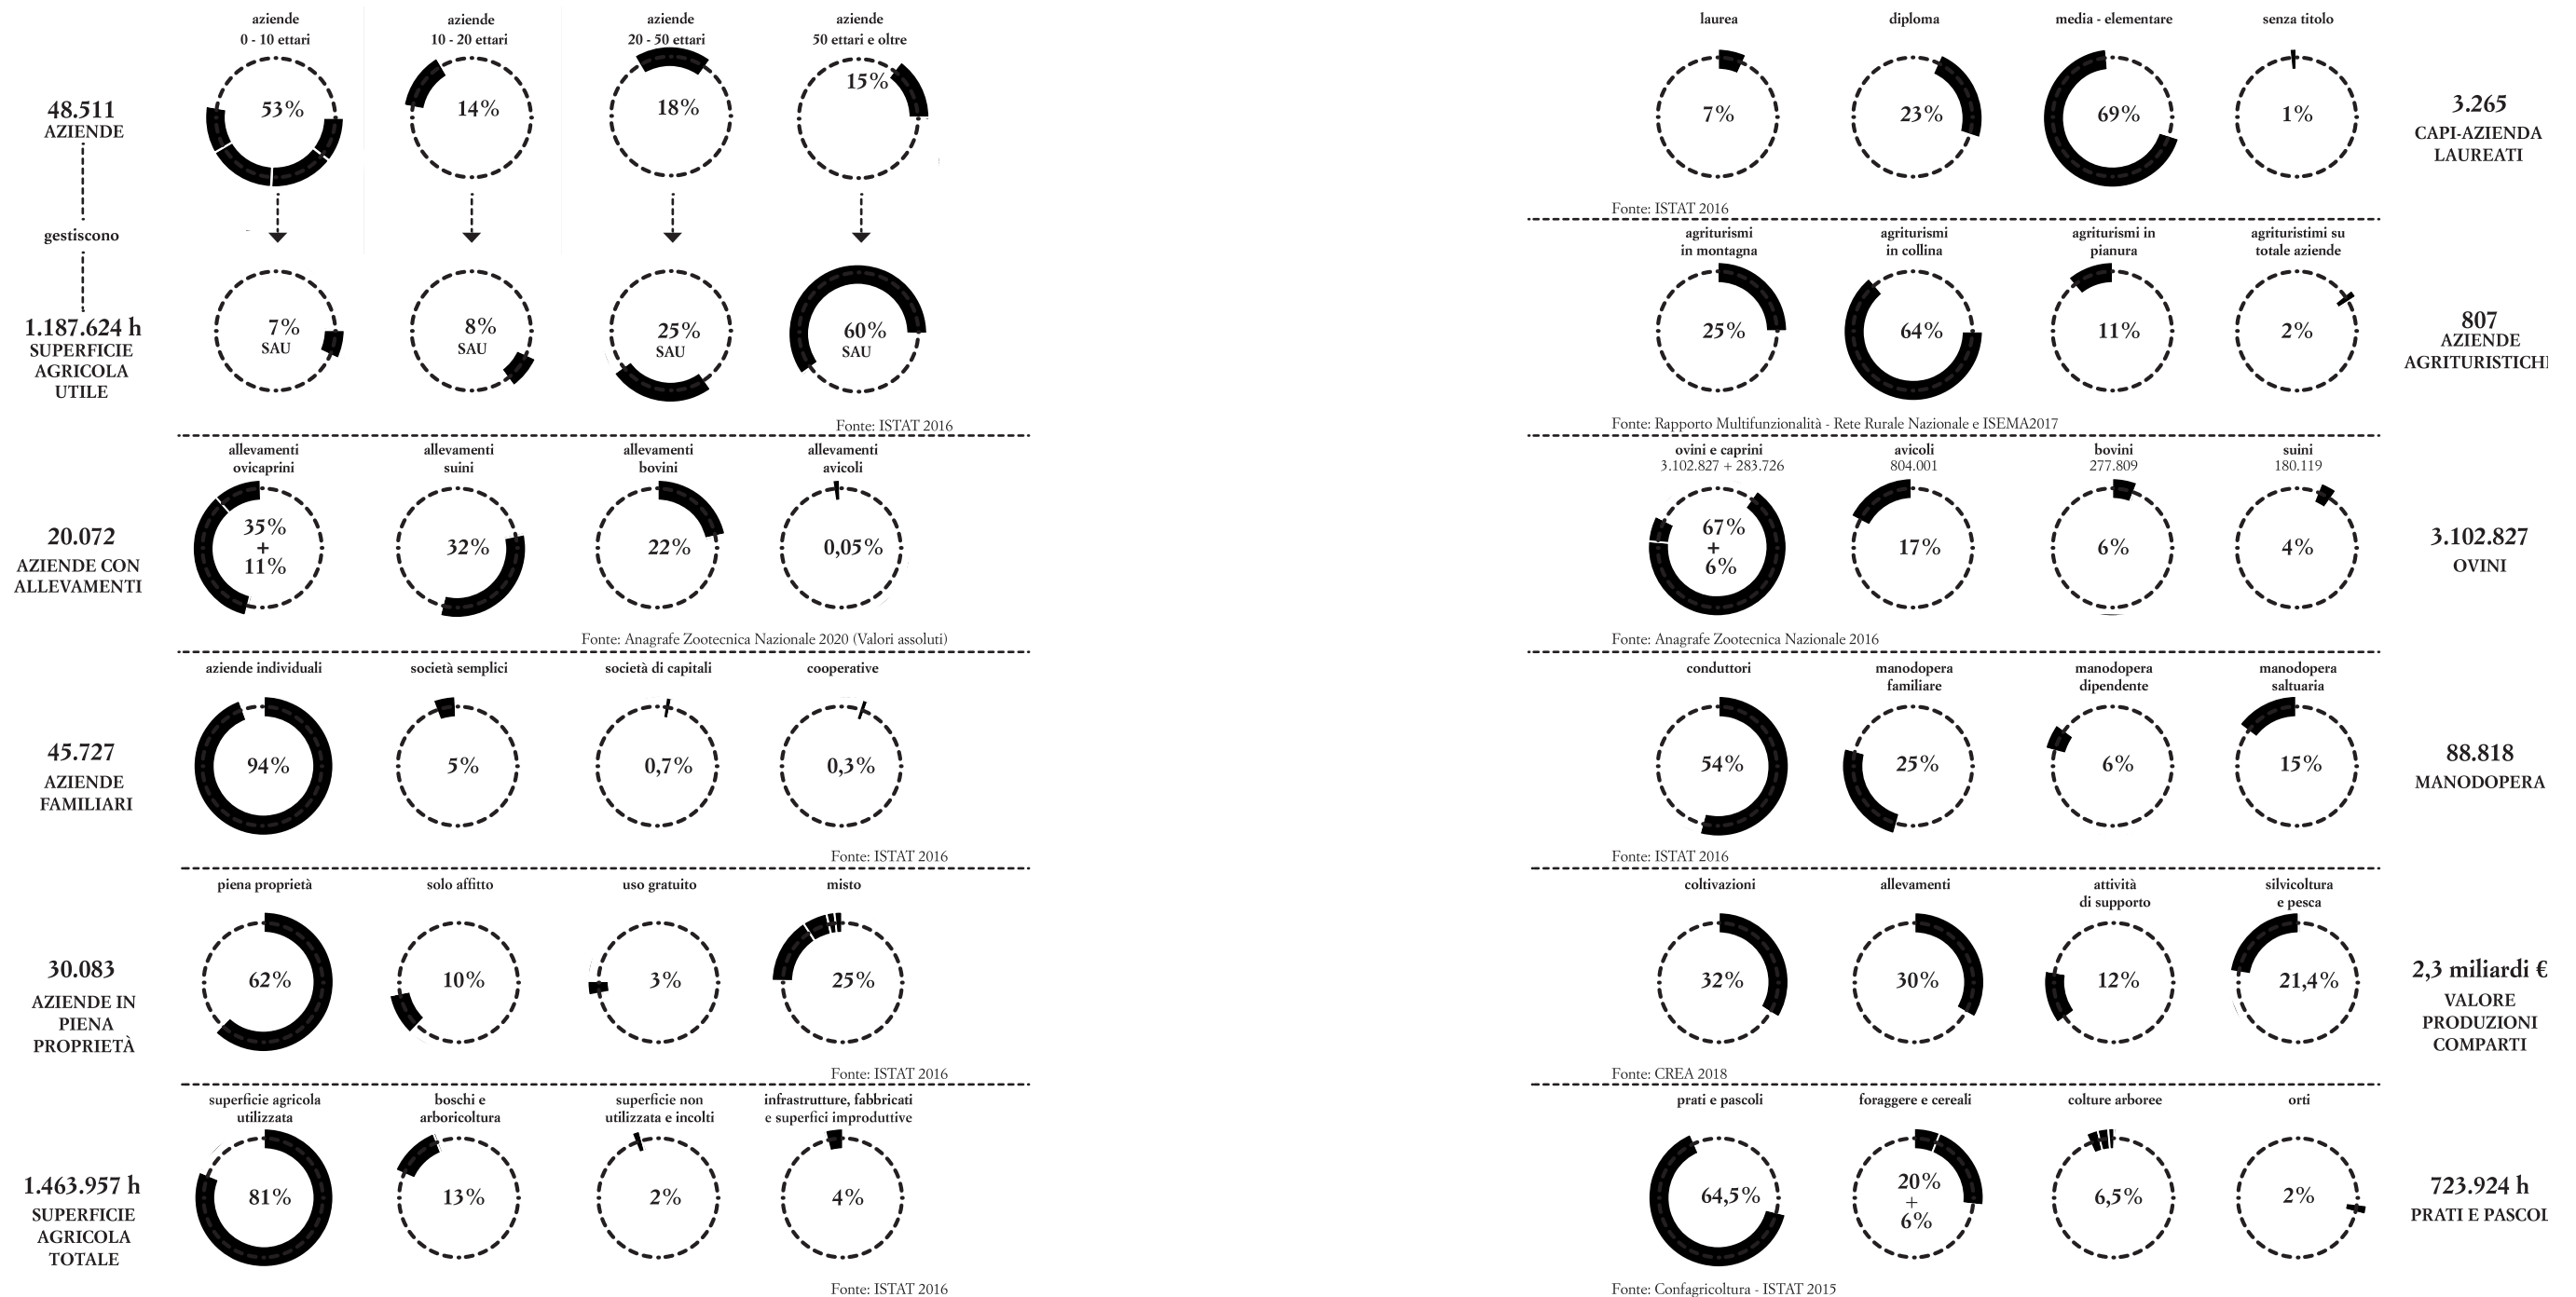 aziende
0 - 10 ettari
aziende
10 - 20 ettari
aziende
20 - 50 ettari
aziende
50 ettari e oltre
48.511
AZIENDE
53%
14%
18%
15%
gestiscono
1.187.624 h
SUPERFICIE
AGRICOLA
UTILE
7%
SAU
8%
SAU
25%
SAU
60%
SAU
Fonte: ISTAT 2016
allevamenti
ovicaprini
allevamenti
suini
allevamenti
bovini
allevamenti
avicoli
20.072
AZIENDE CON
ALLEVAMENTI
35%
+
11%
32%
22%
0,05%
Fonte: Anagrafe Zootecnica Nazionale 2020 (Valori assoluti)
aziende individuali
società semplici
società di capitali
cooperative
45.727
AZIENDE
FAMILIARI
94%
5%
0,7%
0,3%
Fonte: ISTAT 2016
piena proprietà
solo affitto
uso gratuito
misto
30.083
AZIENDE IN
PIENA
PROPRIETÀ
62%
10%
3%
25%
Fonte: ISTAT 2016
superficie agricola
utilizzata
boschi e
arboricoltura
superficie non
utilizzata e incolti
infrastrutture, fabbricati
e superfici improduttive
1.463.957 h
SUPERFICIE
AGRICOLA
TOTALE
81%
13%
2%
4%
Fonte: ISTAT 2016
laurea
diploma
media - elementare
senza titolo
7%
23%
69%
1%
3.265
CAPI-AZIENDA
LAUREATI
Fonte: ISTAT 2016
agriturismi
in montagna
agriturismi
in collina
agriturismi in
pianura
agrituristimi su
totale aziende
25%
64%
11%
2%
807
AZIENDE
AGRITURISTICHE
Fonte: Rapporto Multifunzionalità - Rete Rurale Nazionale e ISEMA2017
ovini e caprini
3.102.827 + 283.726
avicoli
804.001
bovini
277.809
suini
180.119
67%
+
6%
17%
6%
4%
3.102.827
OVINI
Fonte: Anagrafe Zootecnica Nazionale 2016
conduttori
manodopera
familiare
manodopera
dipendente
manodopera
saltuaria
54%
25%
6%
15%
88.818
MANODOPERA
Fonte: ISTAT 2016
coltivazioni
allevamenti
attività
di supporto
silvicoltura
e pesca
32%
30%
12%
21,4%
2,3 miliardi €
VALORE
PRODUZIONI
COMPARTI
Fonte: CREA 2018
prati e pascoli
foraggere e cereali
colture arboree
orti
64,5%
20%
+
6%
6,5%
2%
723.924 h
PRATI E PASCOL
Fonte: Confagricoltura - ISTAT 2015